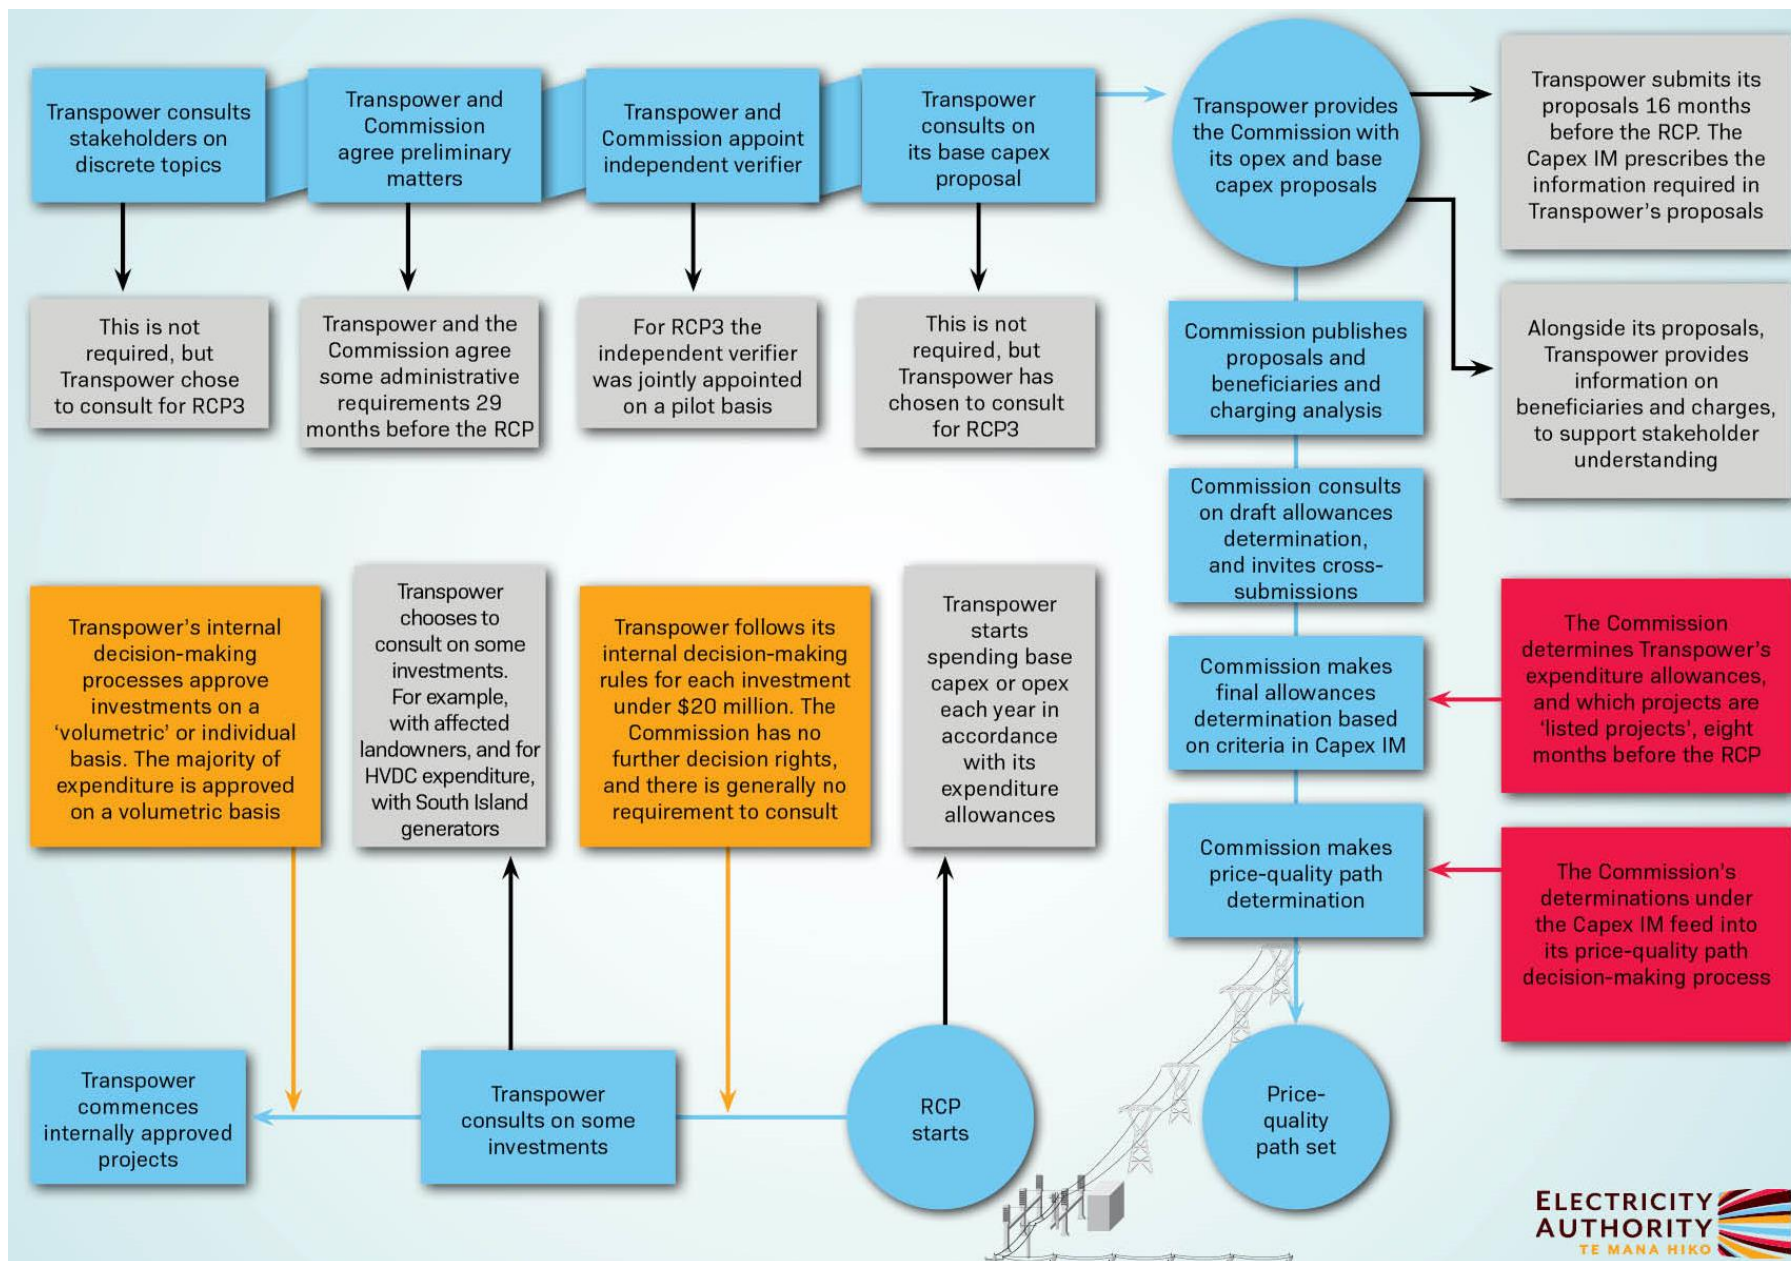 Transpower consults
stakeholders on
discrete topics
Transpower and
Commission
agree preliminary
matters
Transpower and
Commission appoint
independent verifier
Transpower
consults on
its base capex
proposal
Transpower provides
the Commission with
its opex and base
capex proposals
Transpower submits its
proposals 16 months
before the RCP. The
Capex IM prescribes the
information required in
Transpower's proposals
This is not
required, but
Transpower chose
to consult for RCP3
Transpower and the
Commission agree
some administrative
requirements 29
months before the RCP
For RCP3 the
independent verifier
was jointly appointed
on a pilot basis
This is not
required, but
Transpower has
chosen to consult
for RCP3
Commission publishes
proposals and
beneficiaries and
charging analysis
Alongside its proposals,
Transpower provides
information on
beneficiaries and charges,
to support stakeholder
understanding
Commission consults
on draft allowances
determination,
and invites cross-
submissions
Transpower's internal
decision-making
processes approve
investments on a
'volumetric' or individual
basis. The majority of
expenditure is approved
on a volumetric basis
Transpower
chooses to
consult on some
investments.
For example,
with affected
landowners, and for
HVDC expenditure,
with South Island
generators
Transpower follows its
internal decision-making
rules for each investment
under $20 million. The
Commission has no
further decision rights,
and there is generally no
requirement to consult
Transpower
starts
spending base
capex or opex
each year in
accordance
with its
expenditure
allowances
Commission makes
final allowances
determination based
on criteria in Capex IM
The Commission
determines Transpower's
expenditure allowances,
and which projects are
'listed projects', eight
months before the RCP
Commission makes
price-quality path
determination
The Commission's
determinations under
the Capex IM feed into
its price-quality path
decision-making process
Transpower
commences
internally approved
projects
Transpower
consults on some
investments
RCP
starts
Price-
quality
path set
ELECTRICITY
AUTHORITY
TE MANA HIKO